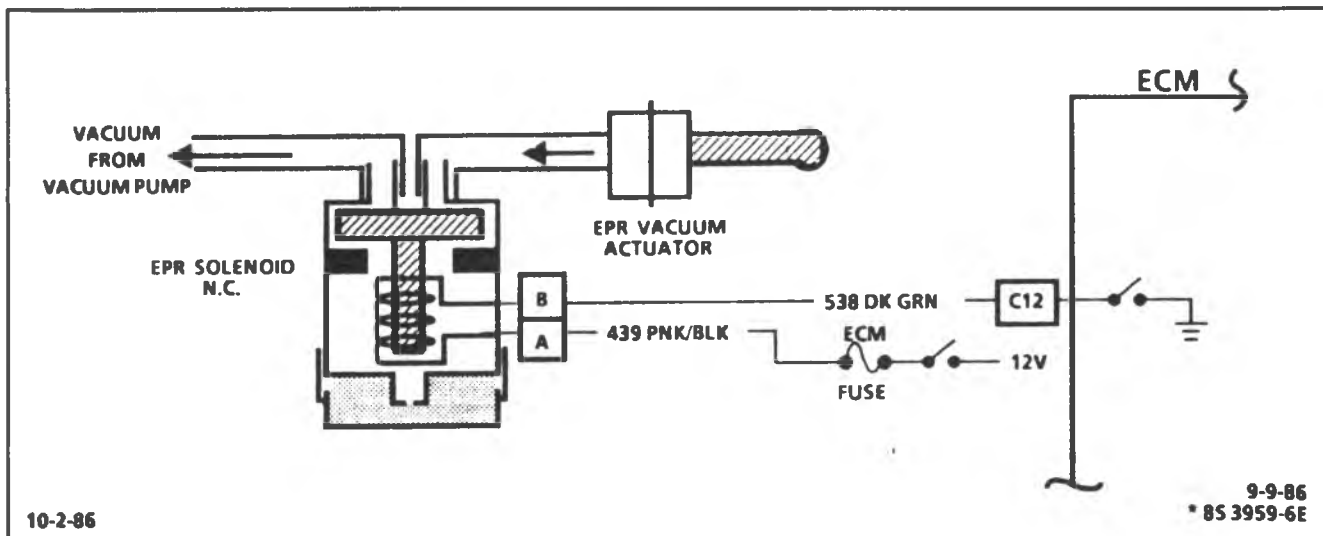 ECM
VACUUM
FROM
VACUUM PUMP
EPR VACUUM
ACTUATOR
EPR SOLENOID
N.C.
B
538 DK GRN
C12
A
439 PNK/BLK
ECM
FUSE
12V
10-2-86
9-9-86
* 8S 3959-6E